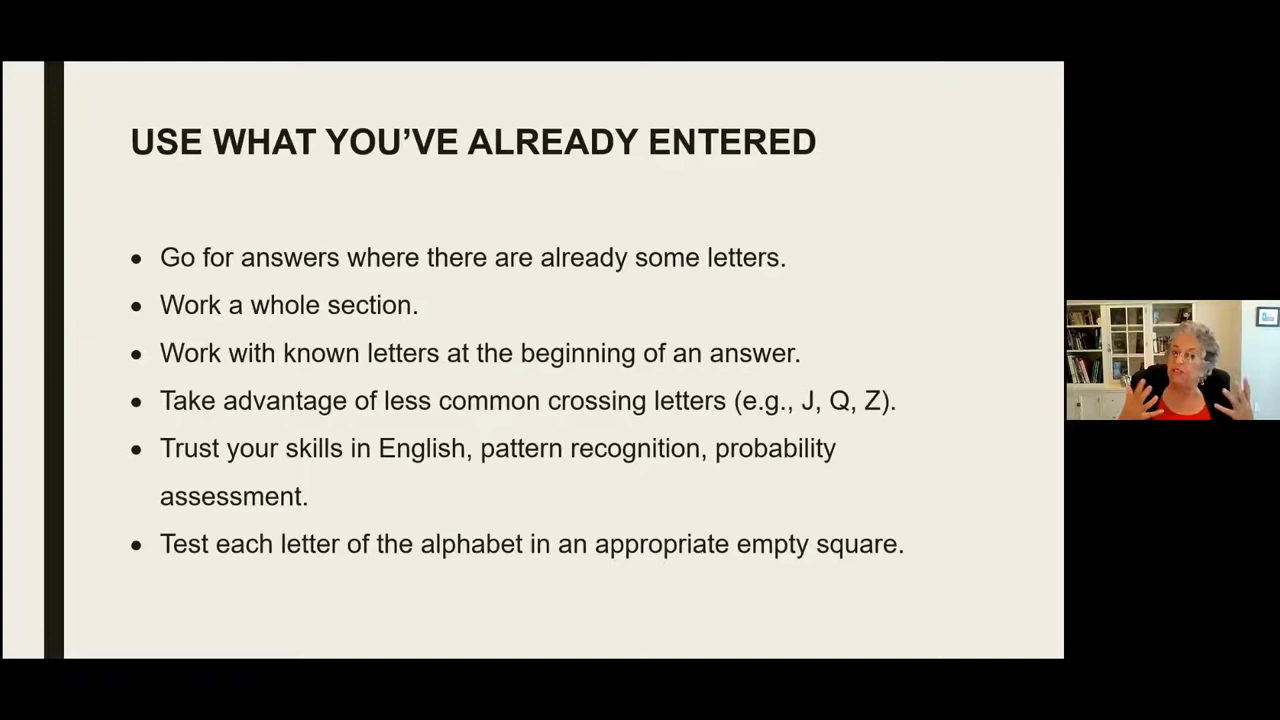 USE WHAT YOU’VE ALREADY ENTERED
• Go for answers where there are already some letters.
• Work a whole section.
• Work with known letters at the beginning of an answer.
• Take advantage of less common crossing letters (e.g., J, Q, Z).
• Trust your skills in English, pattern recognition, probability
assessment.
• Test each letter of the alphabet in an appropriate empty square.